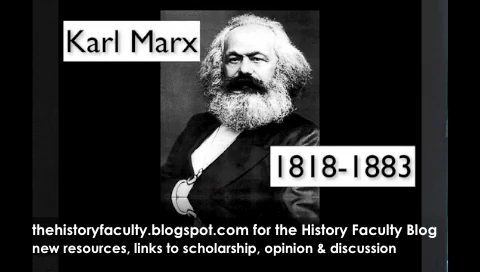 Karl Marx
1818-1883
thehistoryfaculty.blogspot.com for the History Faculty Blog
new resources, links to scholarship, opinion & discussion